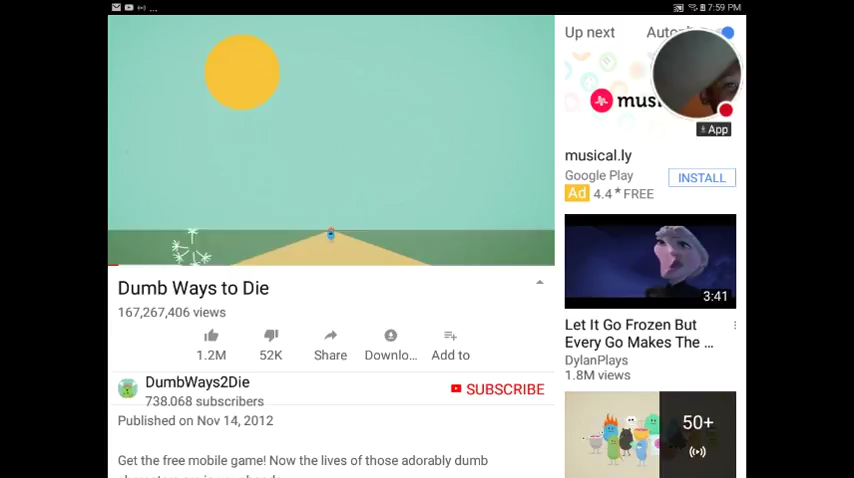 7:59 PM
Up next
musical.ly
App
Google Play
INSTALL
Ad 4.4 * FREE
3:41
Let It Go Frozen But
Every Go Makes The ...
DylanPlays
1.8M views
50+
Dumb Ways to Die
167,267,406 views
1.2M
52K
Share
Downlo...
Add to
DumbWays2Die
738,068 subscribers
SUBSCRIBE
Published on Nov 14, 2012
Get the free mobile game! Now the lives of those adorably dumb